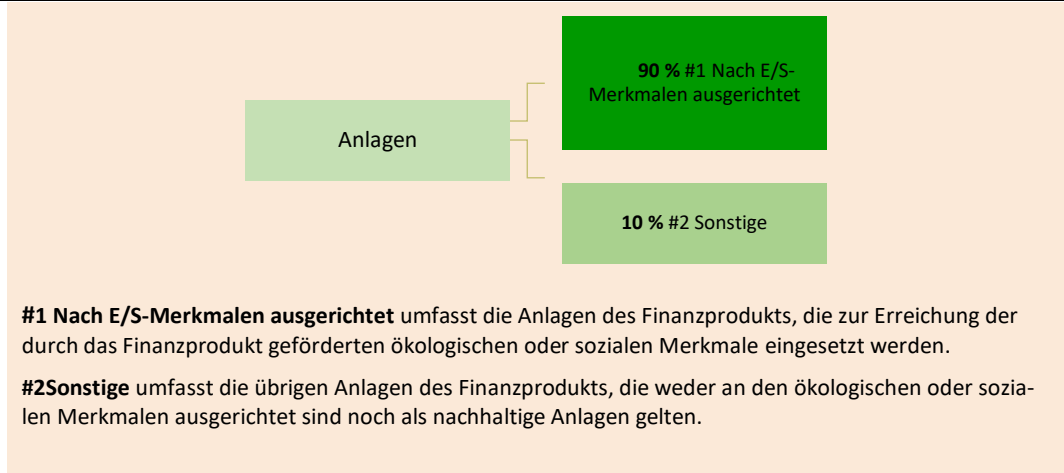 90 % #1 Nach E/S-
Merkmalen ausgerichtet
Anlagen
10 % #2 Sonstige
#1 Nach E/S-Merkmalen ausgerichtet umfasst die Anlagen des Finanzprodukts, die zur Erreichung der
durch das Finanzprodukt geförderten ökologischen oder sozialen Merkmale eingesetzt werden.
#2Sonstige umfasst die übrigen Anlagen des Finanzprodukts, die weder an den ökologischen oder sozia-
len Merkmalen ausgerichtet sind noch als nachhaltige Anlagen gelten.